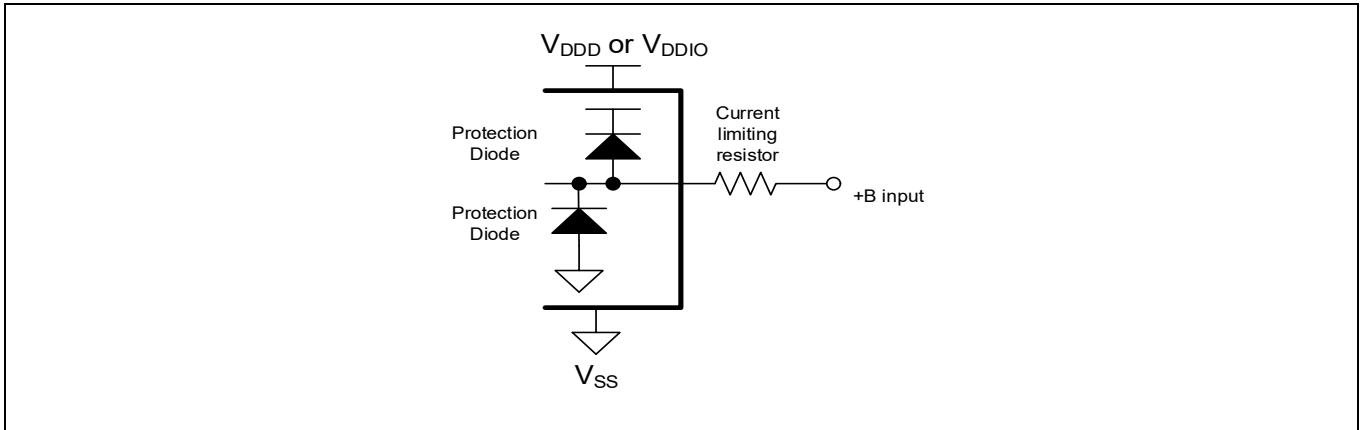 VDDD or VDDIO
Protection
Diode
Current
limiting
resistor
+B input
Protection
Diode
VSS